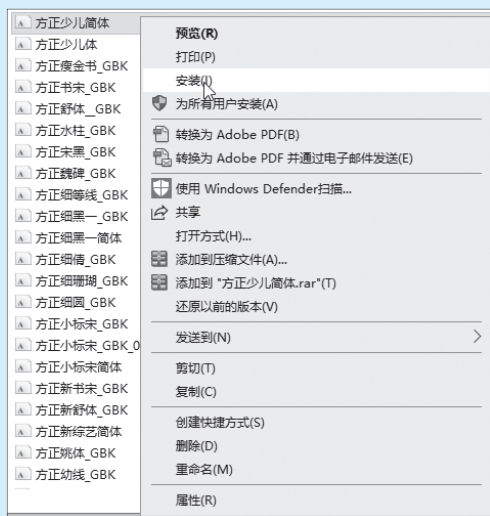 方正少儿简体
方正少儿体
方正瘦金书_GBK
方正书宋_GBK
方正舒体__GBK
方正水柱_GBK
方正宋黑_GBK
方正魏碑_GBK
方正细等线_GBK
方正细黑一_GBK
方正细黑一简体
方正细倩_GBK
方正细珊瑚_GBK
方正细圆_GBK
方正小标宋_GBK
方正小标宋_GBK_0
方正小标宋简体
方正新书宋_GBK
方正新舒体_GBK
方正新综艺简体
方正姚体_GBK
方正幼线_GBK
预览(R)
打印(P)
安装(I)
为所有用户安装(A)
转换为 Adobe PDF(B)
转换为 Adobe PDF 并通过电子邮件发送(E)
使用 Windows Defender扫描...
共享
打开方式(H)...
添加到压缩文件(A)...
添加到 "方正少儿简体.rar"(T)
还原以前的版本(V)
发送到(N)
剪切(T)
复制(C)
创建快捷方式(S)
删除(D)
重命名(M)
属性(R)